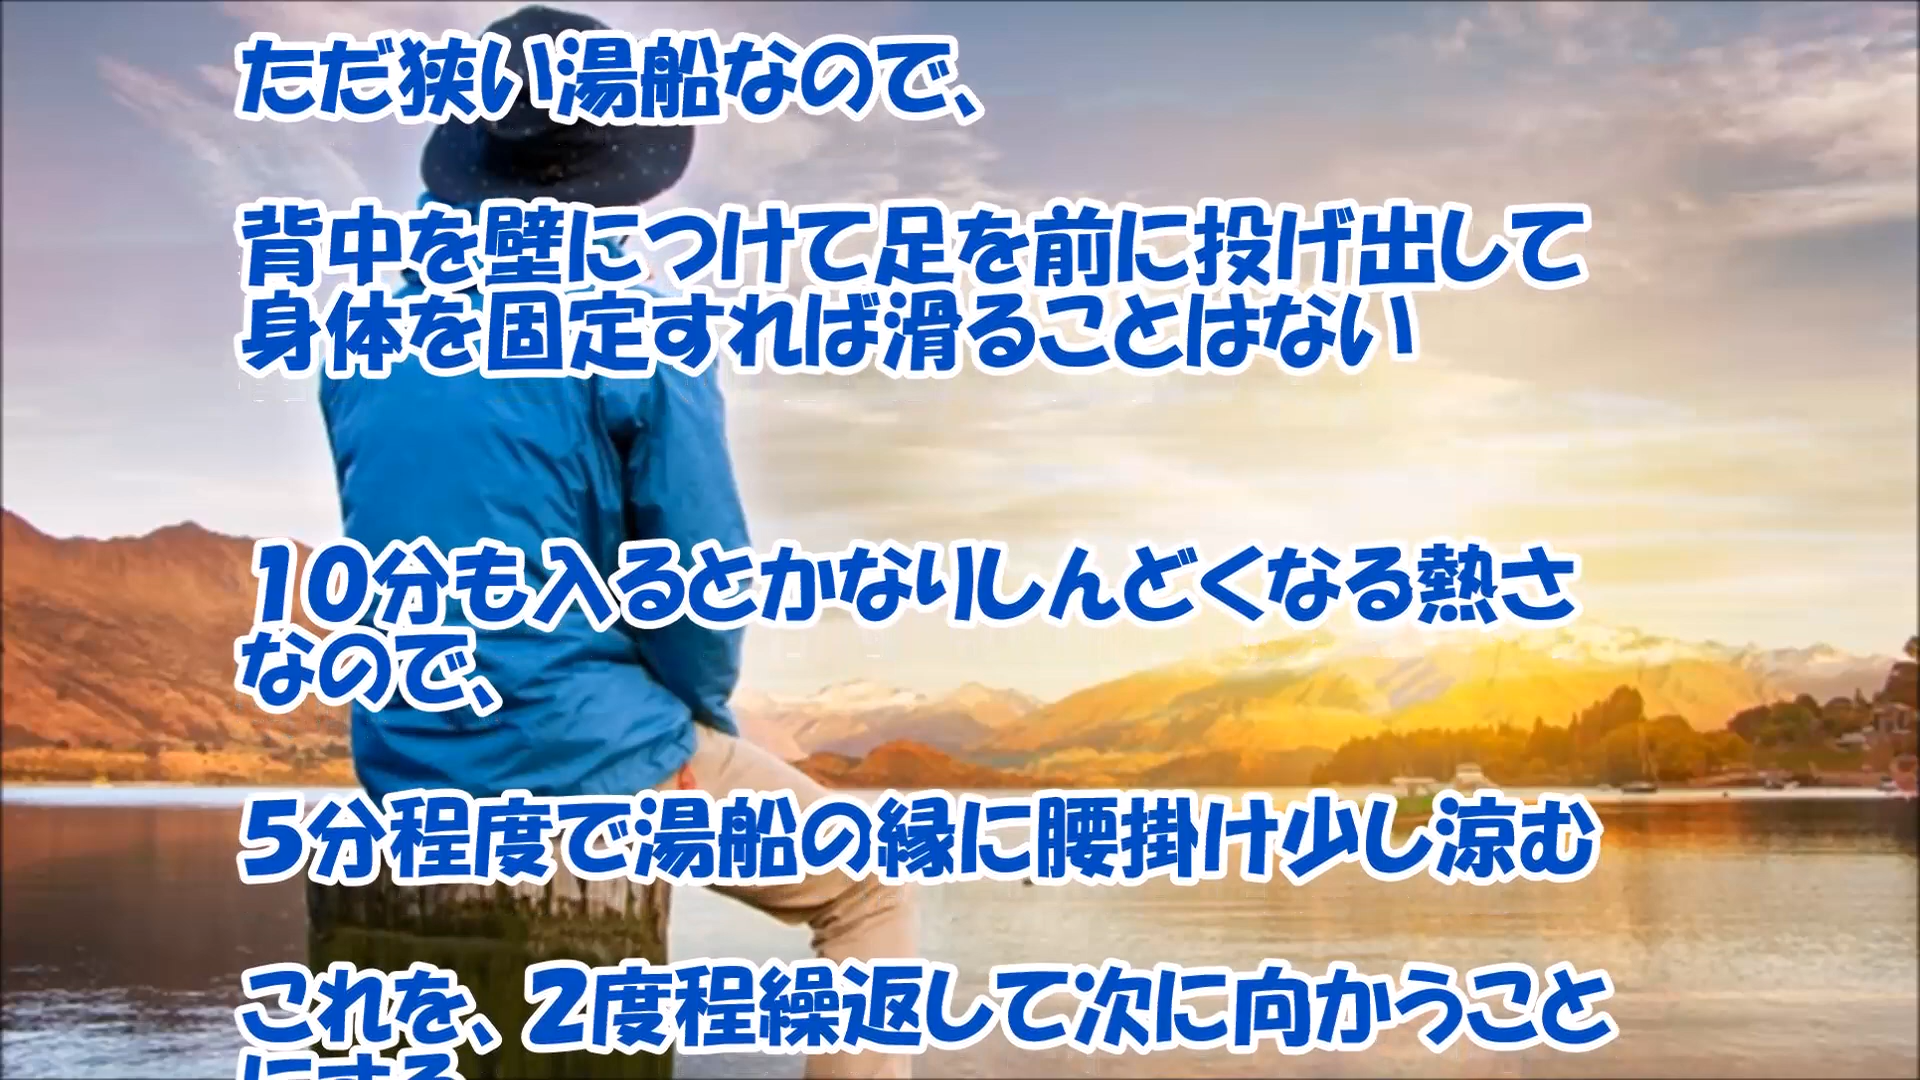 ただ狭い湯船なので、
背中を壁につけて足を前に投げ出して
身体を固定すれば滑ることはない
10分も入るとかなりしんどくなる熱さ
なので、
5分程度で湯船の縁に腰掛け少し涼む
これを、2度程繰返して次に向かうこと
にする